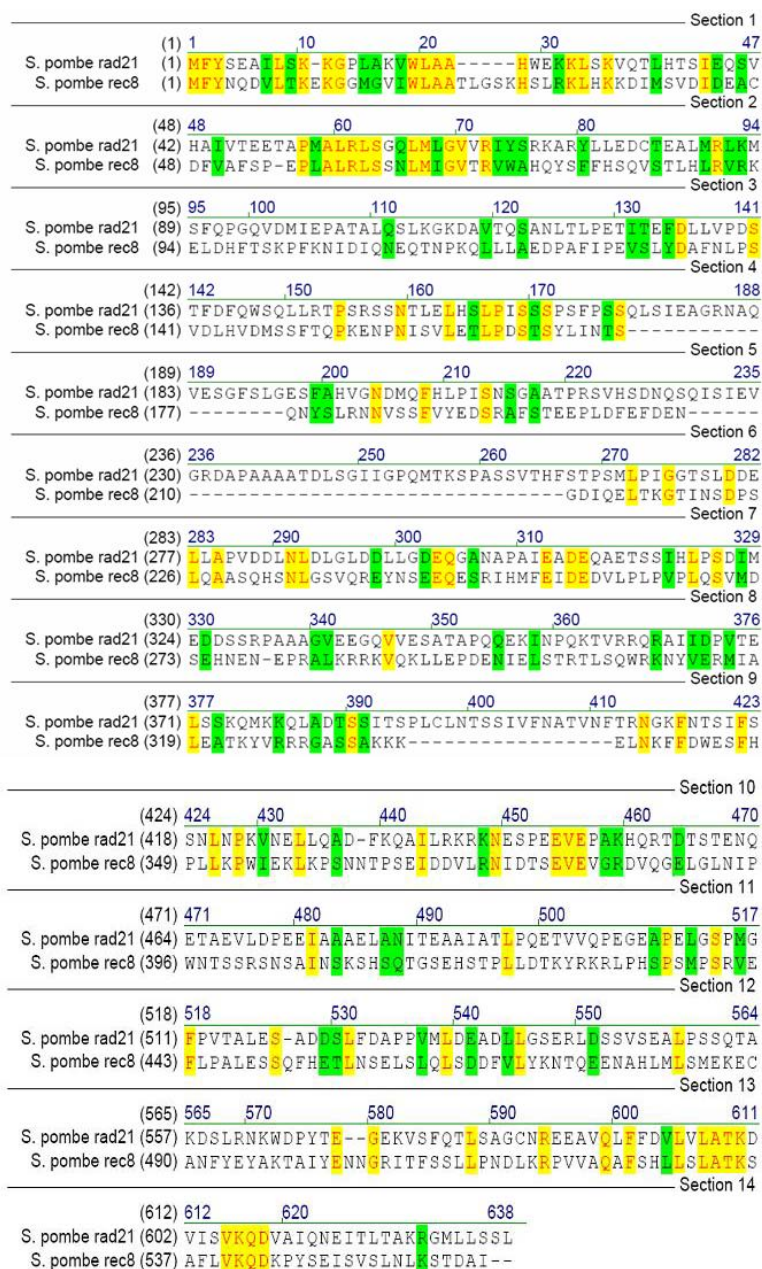 Section 1
(1) 1 10 20 30 47
S. pombe rad21 (1) MFYSEAILSK-KGPLAKVWLAA-----HWEKKLSKVQTLHTSIEQSV
S. pombe rec8 (1) MFYNQDVLTKEKGGMGVIWLAATLGSKHSLRKLHKKDIMSVDIDEAC
Section 2
(48) 48 60 70 80 94
S. pombe rad21 (42) HAIVTEETAPMALRLSGQLMLGVVRIYSRKARYLLEDCTEALMRLKM
S. pombe rec8 (48) DFVAFSP-EPLALRLSSNLMIGVTRVWAHQYSFFHSQVSTLHLRVRK
Section 3
(95) 95 100 110 120 130 141
S. pombe rad21 (89) SFQPGQVDMIEPATALQSLKGKDAVTQSANLTLPETITEFDLLVPDS
S. pombe rec8 (94) ELDHFTSKPFKNIDIQNEQTNPKQLLLAEDPAFIPEVSLYDAFNLPS
Section 4
(142) 142 150 160 170 188
S. pombe rad21 (136) TFDFQWSQLLRTPSRSSNTLELHSLPISSSPSFPSSQLSIEAGRNAQ
S. pombe rec8 (141) VDLHVDMSSFTQPKENPNISVLETLPDSTSYLINTS-----------
Section 5
(189) 189 200 210 220 235
S. pombe rad21 (183) VESGFSLGESFAHVGNDMQFHLPISNSGAATPRSVHSDNQSQISIEV
S. pombe rec8 (177) --------QNYSLRNNVSSFVYEDSRAFSTEEPLDFEFDEN------
Section 6
(236) 236 250 260 272 282
S. pombe rad21 (230) GRDAPAAAATDLSGIIGPQMTKSPASSVTHFSTPSMLPIGGTSLDDE
S. pombe rec8 (210) -------------------------------GDIQELTKGTINSDPS
Section 7
(283) 283 290 300 310 329
S. pombe rad21 (277) LLAPVDDLNLDLGLDDLLGDEQGANAPAIEADEQAETSSIHLPSDIM
S. pombe rec8 (226) LQAASQHSNLGSVQREYNSEEQESRIHMFEIDEDVLPLPVPLQSVMD
Section 8
(330) 330 340 350 360 376
S. pombe rad21 (324) EDDSSRPAAAGVEEGQVVESATAPQQEKINPQKTVRRQRAIIDPVTE
S. pombe rec8 (273) SEHNEN-EPRALKRRKVQKLLEPDENIELSTRTLSQWRKNYVERMIA
Section 9
(377) 377 390 400 410 423
S. pombe rad21 (371) LSSKQMKKQLADTSSITSPLCLNTSSIVFNATVNFTRNGKFNTSIFS
S. pombe rec8 (319) LEATKYVRRRGASSAKKK----------------ELNKFFDWESFH
Section 10
(424) 424 430 440 450 460 470
S. pombe rad21 (418) SNLNPKVNELLQAD-FKQAILRKRKNESPEEVEPAKHQRTDTSTENQ
S. pombe rec8 (349) PLLKPWIEKLKPSNNTPSEIDDVLRNIDTSEVEVGRDVQGELGLNIP
Section 11
(471) 471 480 490 500 517
S. pombe rad21 (464) ETAEVLDPEEIAAAELANITEAAIATLPQETVVQPEGEAPELGSPMG
S. pombe rec8 (396) WNTSSRSNSAINSKSHSQTGSEHSTPLLDTKYRKRLPHSPSMPSRVE
Section 12
(518) 518 530 540 550 564
S. pombe rad21 (511) FPVTALES-ADDSLFDAPPVMLDEADLLGSERLDSSVSEALPSSQTA
S. pombe rec8 (443) FLPALESSQFHETLNSELSLQLSDDFVLYKNTQEENAHLMLSMEKEC
Section 13
(565) 565 570 580 590 600 611
S. pombe rad21 (557) KDSLRNKWDPYTE--GEKVSFQTLSAGCNREEAVQLFFDVLVLATKD
S. pombe rec8 (490) ANFYEYAKTAIYENNGRITFSSLLPNDLKRPVVAQAFSHLLSLATKS
Section 14
(612) 612 620 638
S. pombe rad21 (602) VISVKQDVAIQNEITLTAKRGMLLSSL
S. pombe rec8 (537) AFLVKQDKPYSEISVSLNLKSTDAI--